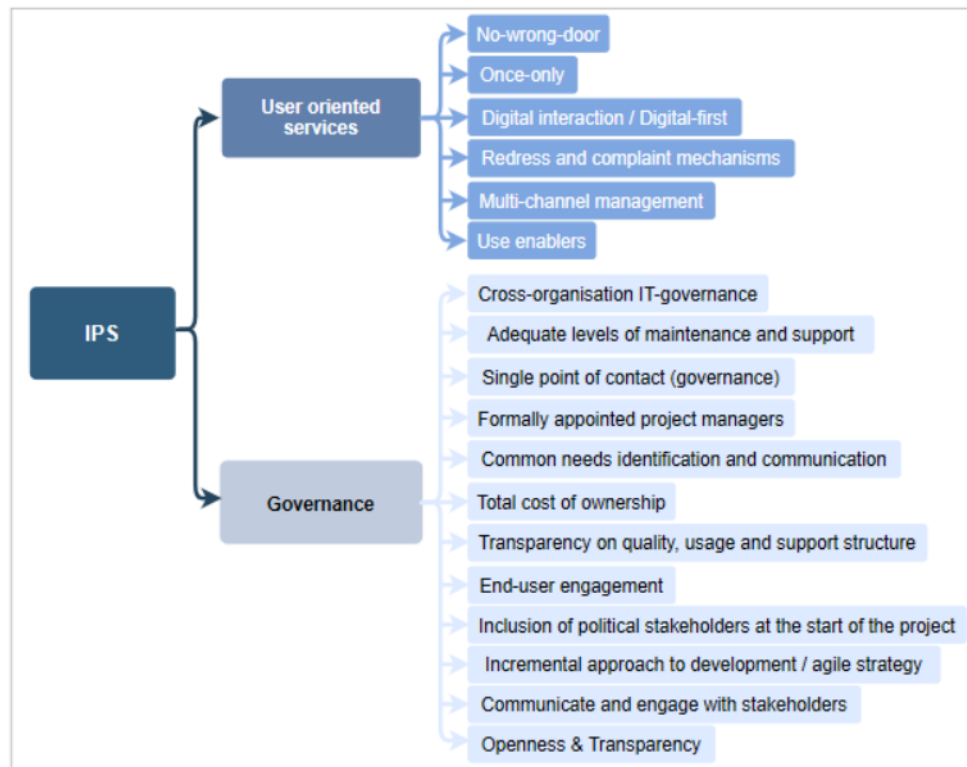 No-wrong-door
Once-only
User oriented
services
Digital interaction / Digital-first
Redress and complaint mechanisms
Multi-channel management
Use enablers
IPS
Cross-organisation IT-governance
Adequate levels of maintenance and support
Single point of contact (governance)
Formally appointed project managers
Common needs identification and communication
Governance
Total cost of ownership
Transparency on quality, usage and support structure
End-user engagement
Inclusion of political stakeholders at the start of the project
Incremental approach to development / agile strategy
Communicate and engage with stakeholders
Openness & Transparency